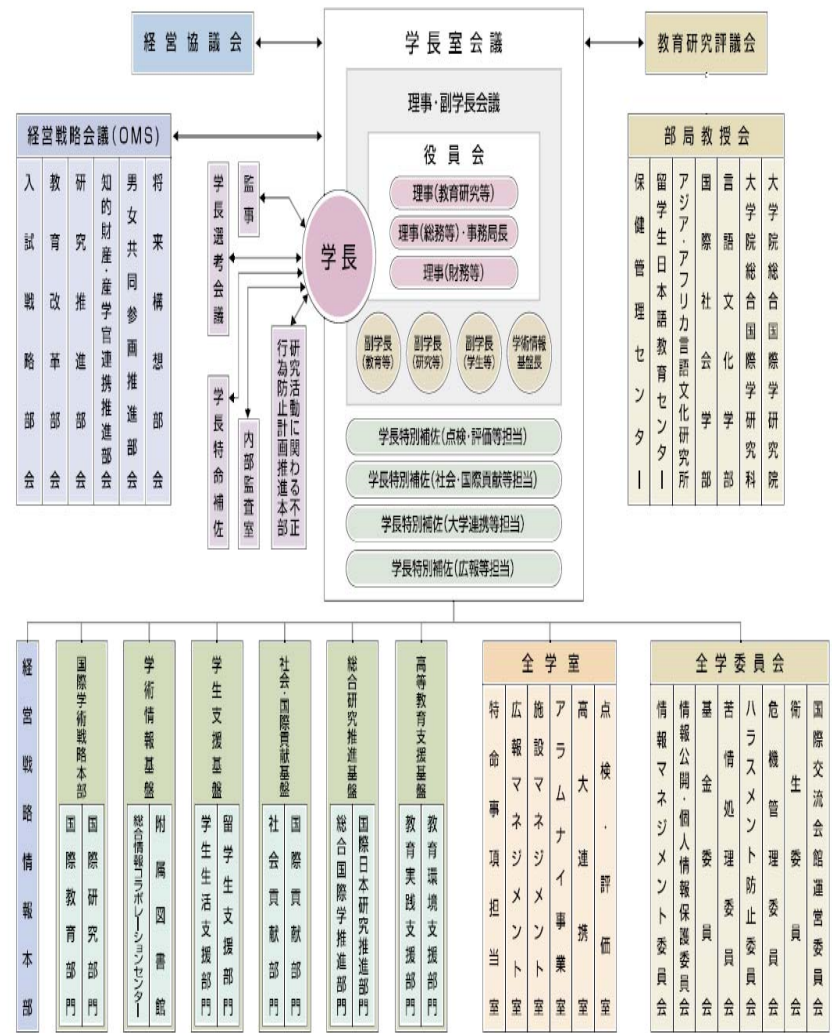 経営協議会
学長室会議
教育研究評議会
理事・副学長会議
役員会
理事(教育研究等)
理事(総務等)・事務局長
理事(財務等)
学長
副学長
(教育等)
副学長
(研究等)
副学長
(学生等)
学術情報
基盤長
学長特別補佐(点検・評価等担当)
学長特別補佐(社会・国際貢献等担当)
学長特別補佐(大学連携等担当)
学長特別補佐(広報等担当)
経営戦略会議(OMS)
将来構想部会
男女共同参画推進部会
知的財産・産学官連携推進部会
研究推進部会
教育改革部会
入試戦略部会
監事
学長選考会議
研究活動に関わる不正
行為防止計画推進本部
内部監査室
学長特命補佐
部局教授会
大学院総合国際学研究院
大学院総合国際学研究科
言語文化学部
国際社会学部
アジア・アフリカ言語文化研究所
留学生日本語教育センター
保健管理センター
経営戦略情報本部
国際学術戦略本部
国際研究部門
国際教育部門
学術情報基盤
附属図書館
総合情報コラボレーションセンター
学生支援基盤
留学生支援部門
学生生活支援部門
社会・国際貢献基盤
国際貢献部門
社会貢献部門
総合研究推進基盤
国際日本研究推進部門
総合国際学推進部門
高等教育支援基盤
教育環境支援部門
教育実践支援部門
全学室
点検・評価室
高大連携室
アラムナイ事業室
施設マネジメント室
広報マネジメント室
特命事項担当室
全学委員会
国際交流会館運営委員会
衛生委員会
危機管理委員会
ハラスメント防止委員会
苦情処理委員会
基金委員会
情報公開・個人情報保護委員会
情報マネジメント委員会